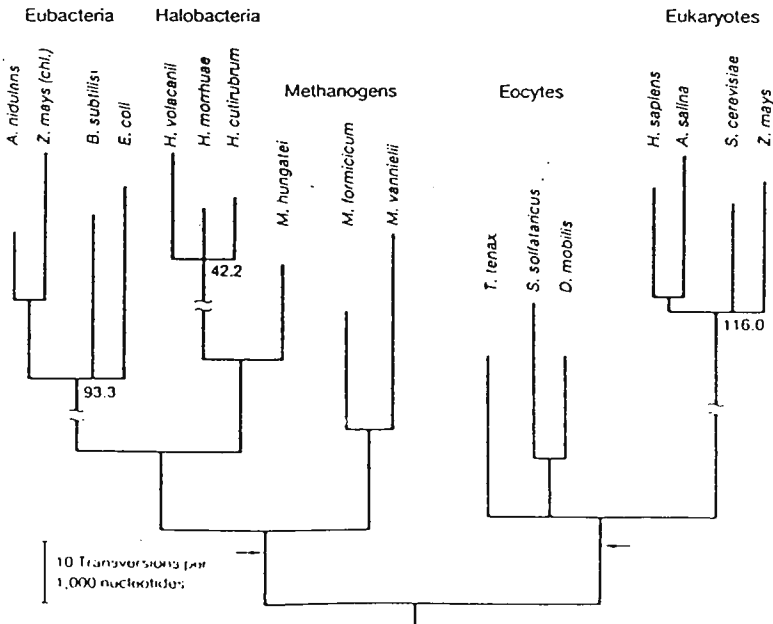 Eubacteria
Halobacteria
Eukaryotes
Methanogens
Eocytes
A. nidulans
Z. mays (chl.)
B. subtilis
E. coli
H. volacanii
H. morrhuae
H. cutirubrum
M. hungatei
M. formicicum
M. vannielii
T. tenax
S. solfataricus
D. mobilis
H. sapiens
A. salina
S. cerevisiae
Z. mays
42.2
116.0
93.3
10 Transversions per
1,000 nucleotides